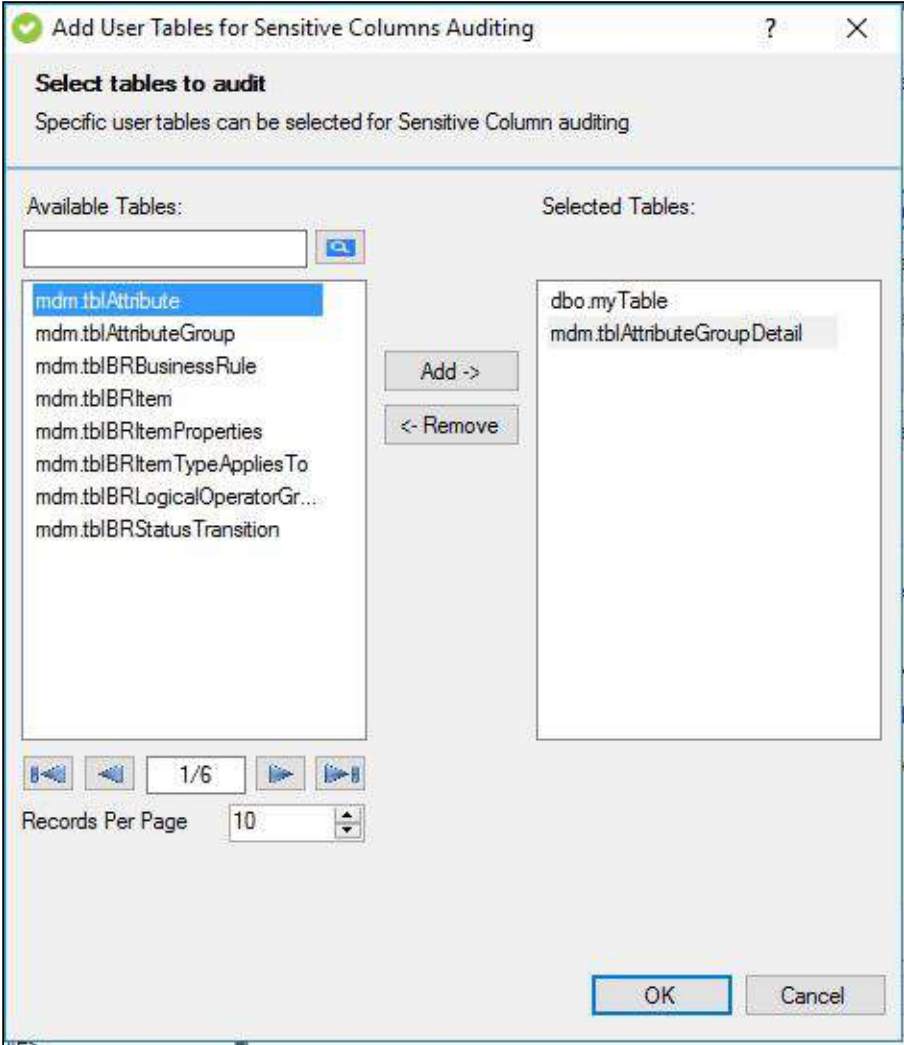 Add User Tables for Sensitive Columns Auditing
?
Select tables to audit
Specific user tables can be selected for Sensitive Column auditing
Available Tables:
Selected Tables:
mdm.tblAttribute
mdm.tblAttributeGroup
mdm.tblBRBusinessRule
mdm.tblBRItem
mdm.tblBRItemProperties
mdm.tblBRItemTypeAppliesTo
mdm.tblBRLogicalOperatorGr...
mdm.tblBRStatusTransition
Add ->
<- Remove
dbo.myTable
mdm.tblAttributeGroupDetail
1/6
Records Per Page 10
OK
Cancel